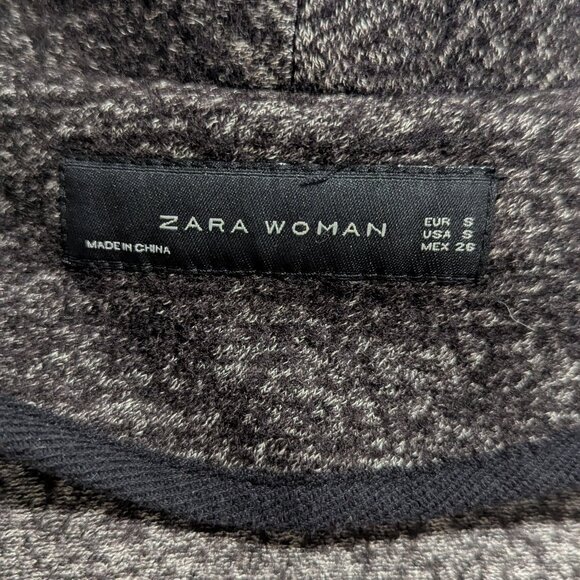 ZARA WOMAN
MADE IN CHINA
EUR S
USA S
MEX 26